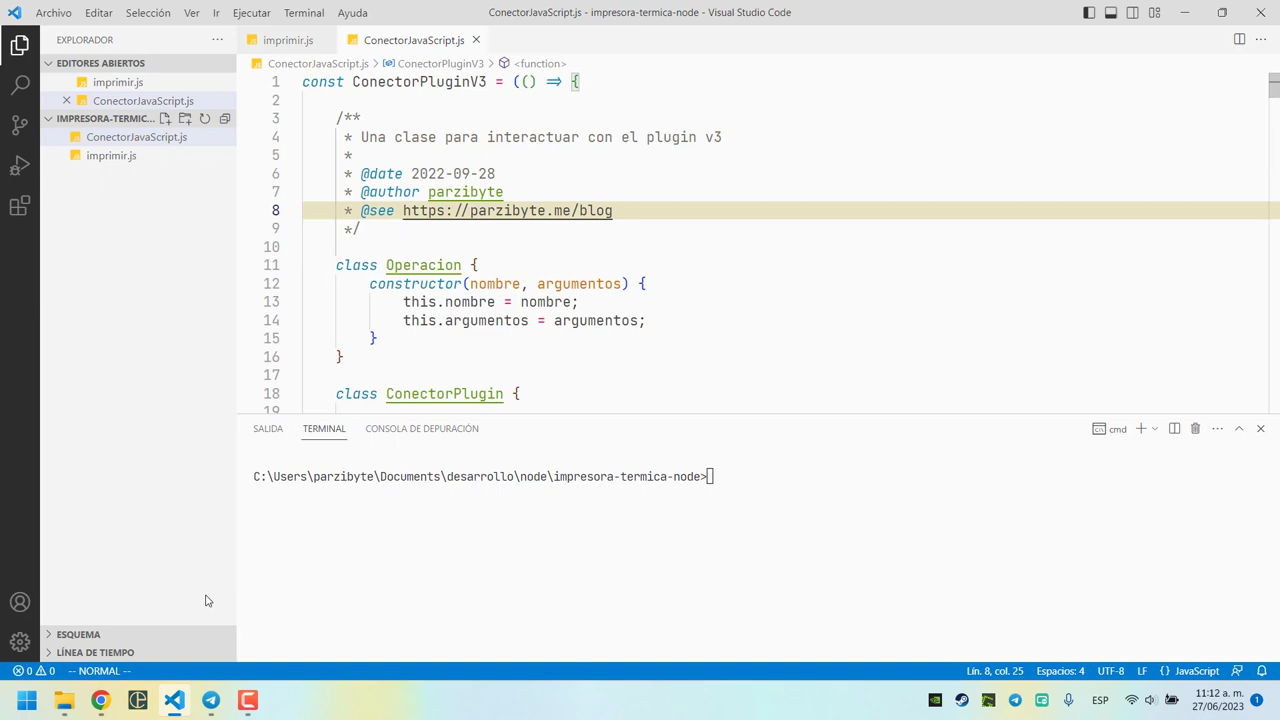 Archivo Editar Selección Ver Ir Ejecutar Terminal Ayuda
ConectorJavaScript.js - impresora-termica-node - Visual Studio Code
EXPLORADOR
EDITORES ABIERTOS
imprimir.js
ConectorJavaScript.js
IMPRESORA-TERMIC...
ConectorJavaScript.js
imprimir.js
ESQUEMA
LÍNEA DE TIEMPO
imprimir.js ConectorJavaScript.js
ConectorJavaScript.js > ConectorPluginV3 > <function>
1 const ConectorPluginV3 = (() => {
2
3 /**
4 * Una clase para interactuar con el plugin v3
5 *
6 * @date 2022-09-28
7 * @author parzibyte
8 * @see https://parzibyte.me/blog
9 */
10
11 class Operacion {
12 constructor(nombre, argumentos) {
13 this.nombre = nombre;
14 this.argumentos = argumentos;
15 }
16 }
17
18 class ConectorPlugin {
19
SALIDA TERMINAL CONSOLA DE DEPURACIÓN
cmd
C:\Users\parzibyte\Documents\desarrollo\node\impresora-termica-node>
0 0 -- NORMAL --
Lín. 8, col. 25 Espacios: 4 UTF-8 LF {} JavaScript
ESP
11:12 a. m.
27/06/2023
1